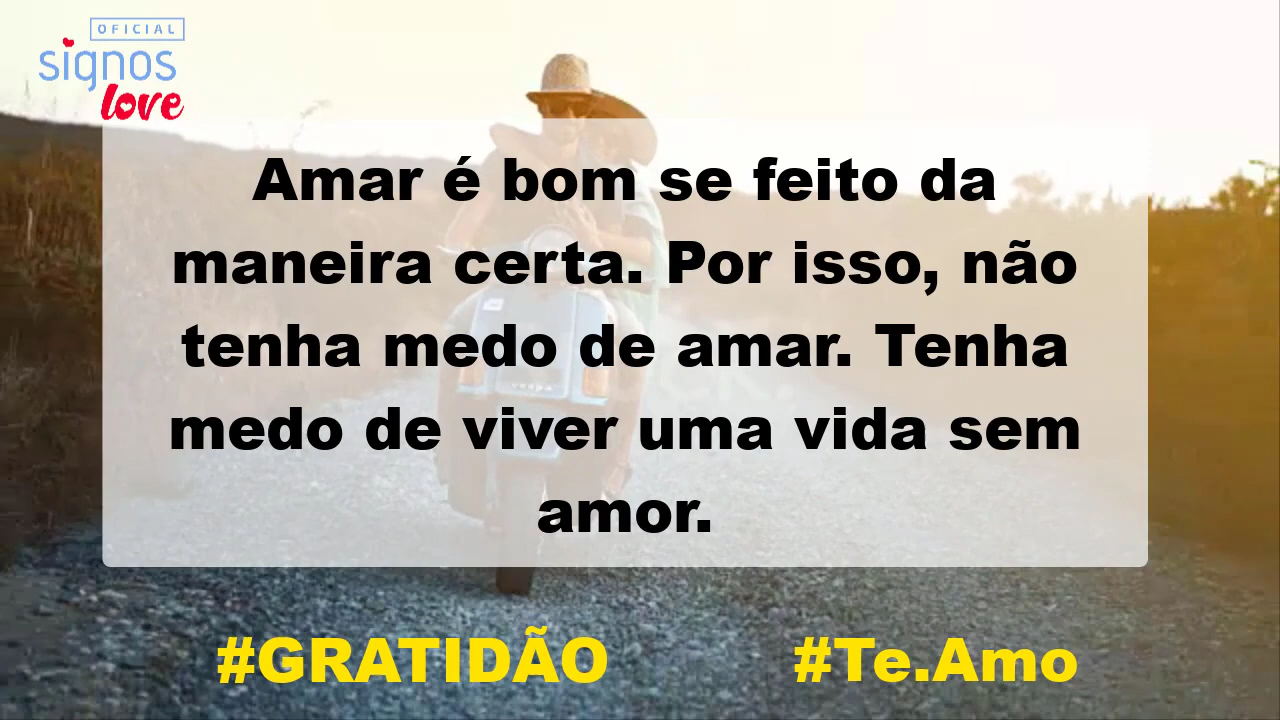 OFICIAL
signos
love
Amar é bom se feito da
maneira certa. Por isso, não
tenha medo de amar. Tenha
medo de viver uma vida sem
amor.
#GRATIDÃO #Te.Amo